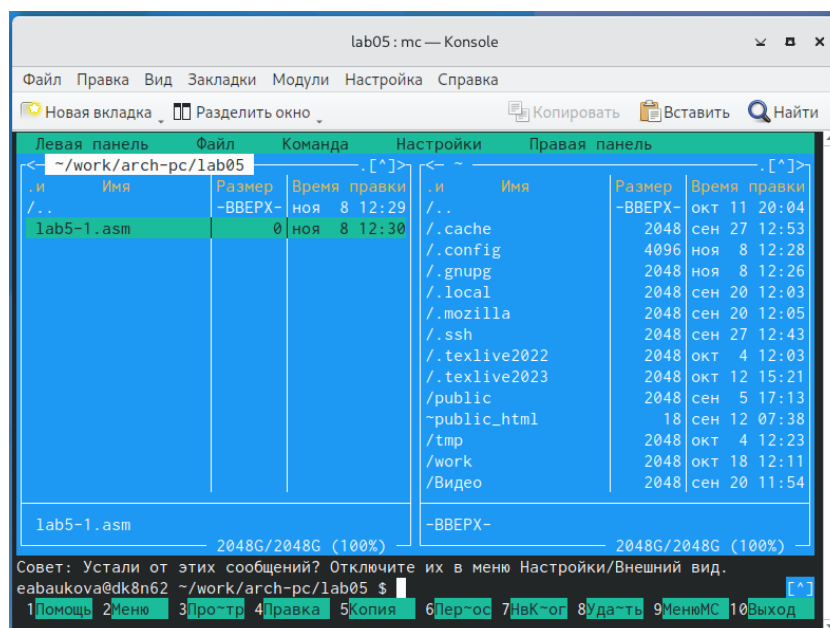 lab05 : mc — Konsole
Файл Правка Вид Закладки Модули Настройка Справка
Новая вкладка Разделить окно Копировать Вставить Найти
Левая панель Файл Команда Настройки Правая панель
<─ ~/work/arch-pc/lab05 .[^]>
.и Имя Размер Время правки
/.. -ВВЕРХ- ноя 8 12:29
lab5-1.asm 0 ноя 8 12:30
lab5-1.asm
2048G/2048G (100%)
<─ ~ .[^]>
.и Имя Размер Время правки
/.. -ВВЕРХ- окт 11 20:04
/.cache 2048 сен 27 12:53
/.config 4096 ноя 8 12:28
/.gnupg 2048 ноя 8 12:26
/.local 2048 сен 20 12:03
/.mozilla 2048 сен 20 12:05
/.ssh 2048 сен 27 12:43
/.texlive2022 2048 окт 4 12:03
/.texlive2023 2048 окт 12 15:21
/public 2048 сен 5 17:13
~public_html 18 сен 12 07:38
/tmp 2048 окт 4 12:23
/work 2048 окт 18 12:11
/Видео 2048 сен 20 11:54
-ВВЕРХ-
2048G/2048G (100%)
Совет: Устали от этих сообщений? Отключите их в меню Настройки/Внешний вид.
eabaukova@dk8n62 ~/work/arch-pc/lab05 $ [^]
1Помощь 2Меню 3Про~тр 4Правка 5Копия 6Пер~ос 7НвК~ог 8Уда~ть 9МенюМС 10Выход